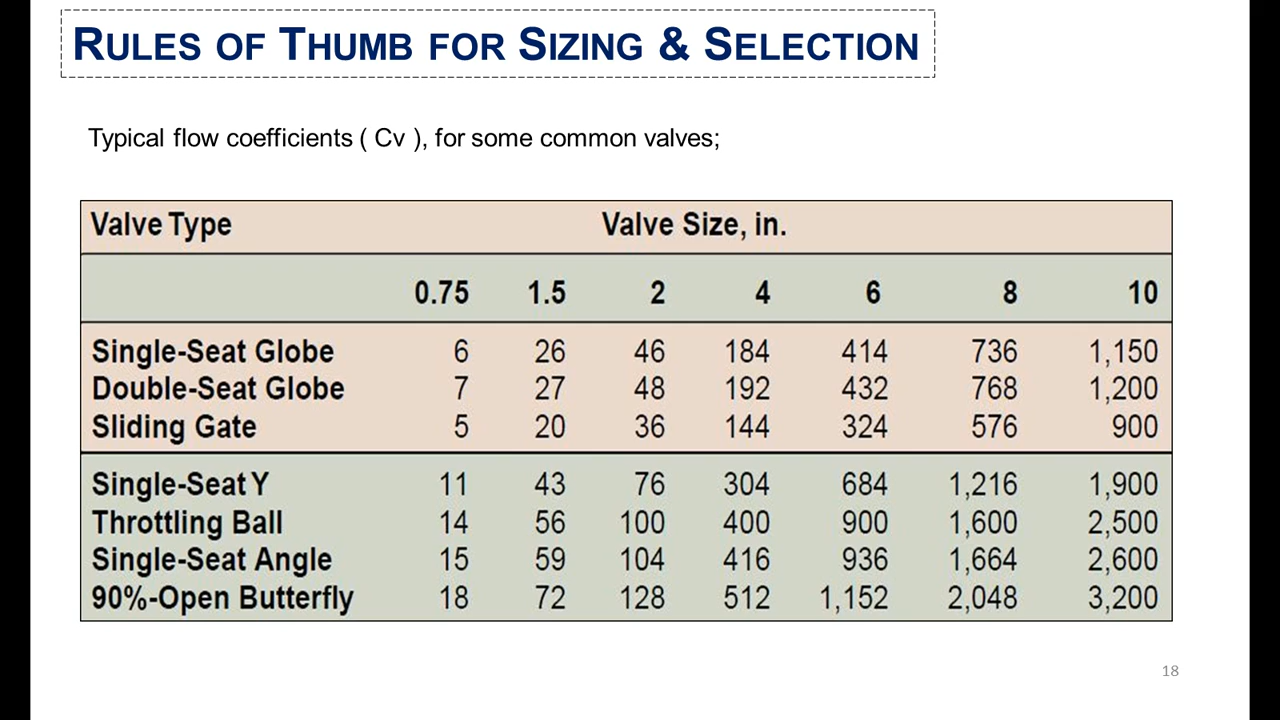 RULES OF THUMB FOR SIZING & SELECTION
Typical flow coefficients ( Cv ), for some common valves;
Valve Type Valve Size, in.
0.75 1.5 2 4 6 8 10
Single-Seat Globe 6 26 46 184 414 736 1,150
Double-Seat Globe 7 27 48 192 432 768 1,200
Sliding Gate 5 20 36 144 324 576 900
Single-Seat Y 11 43 76 304 684 1,216 1,900
Throttling Ball 14 56 100 400 900 1,600 2,500
Single-Seat Angle 15 59 104 416 936 1,664 2,600
90%-Open Butterfly 18 72 128 512 1,152 2,048 3,200
18